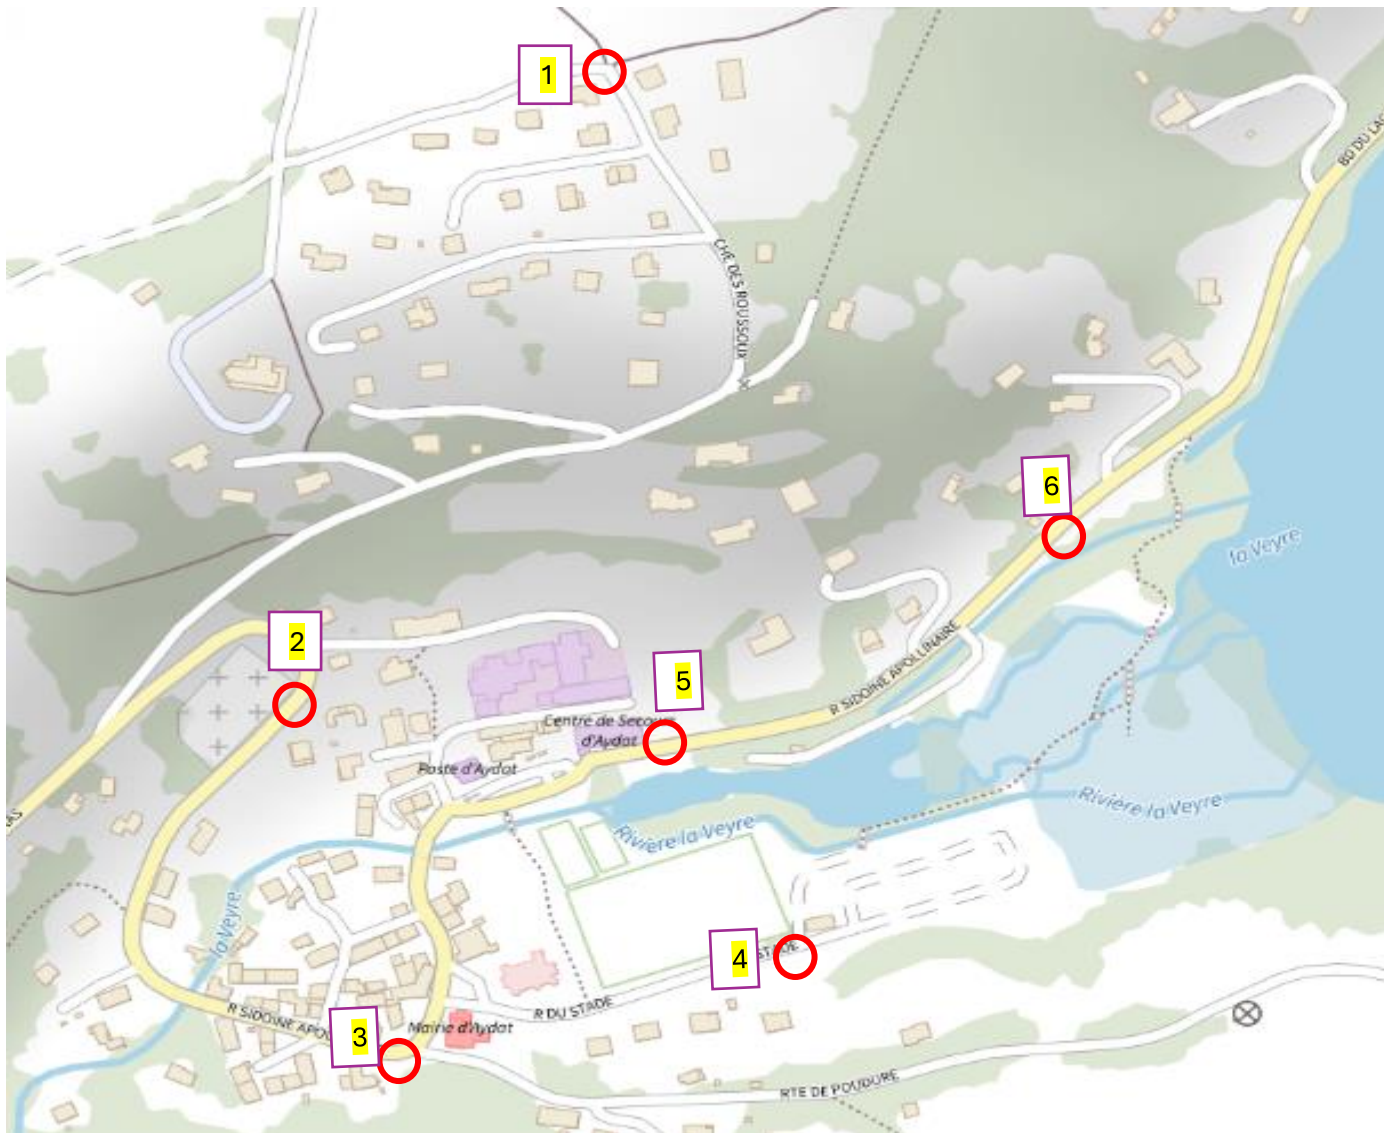 1
BD DU LAC
CHE DES ROUSSOUX
6
la Veyre
2
5
R SIDOINE APOLLINAIRE
Centre de Secours
d'Aydat
Poste d'Aydat
Rivière la Veyre
Rivière la Veyre
la Veyre
4
STADE
R DU STADE
R SIDOINE APO
3
Mairie d'Aydat
RTE DE POUDURE